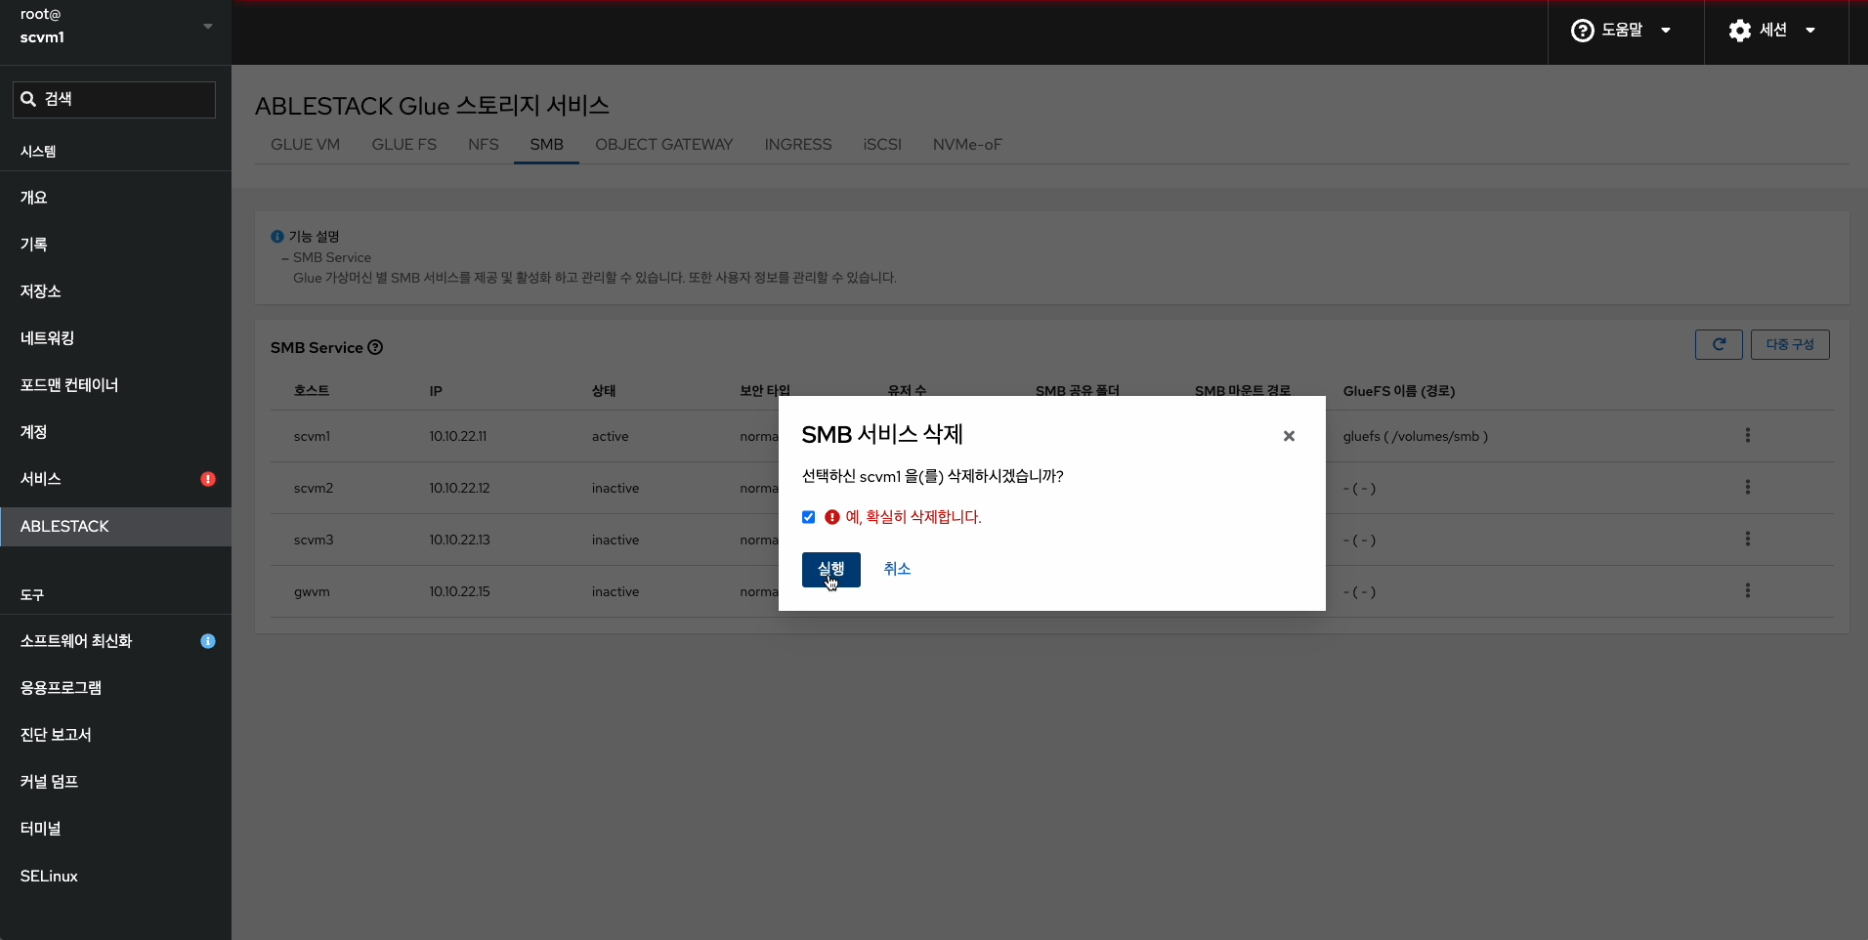 root@
scvm1
도움말
세션
검색
시스템
개요
기록
저장소
네트워킹
포드맨 컨테이너
계정
서비스
ABLESTACK
도구
소프트웨어 최신화
응용프로그램
진단 보고서
커널 덤프
터미널
SELinux
ABLESTACK Glue 스토리지 서비스
GLUE VM GLUE FS NFS SMB OBJECT GATEWAY INGRESS iSCSI NVMe-oF
기능 설명
– SMB Service
Glue 가상머신 별 SMB 서비스를 제공 및 활성화 하고 관리할 수 있습니다. 또한 사용자 정보를 관리할 수 있습니다.
SMB Service
다중 구성
호스트 IP 상태 보안 타입 유저 수 SMB 공유 폴더 SMB 마운트 경로 GlueFS 이름 (경로)
scvm1 10.10.22.11 active norma gluefs ( /volumes/smb )
scvm2 10.10.22.12 inactive norma - ( - )
scvm3 10.10.22.13 inactive norma - ( - )
gwvm 10.10.22.15 inactive norma - ( - )
SMB 서비스 삭제
선택하신 scvm1 을(를) 삭제하시겠습니까?
예, 확실히 삭제합니다.
실행 취소